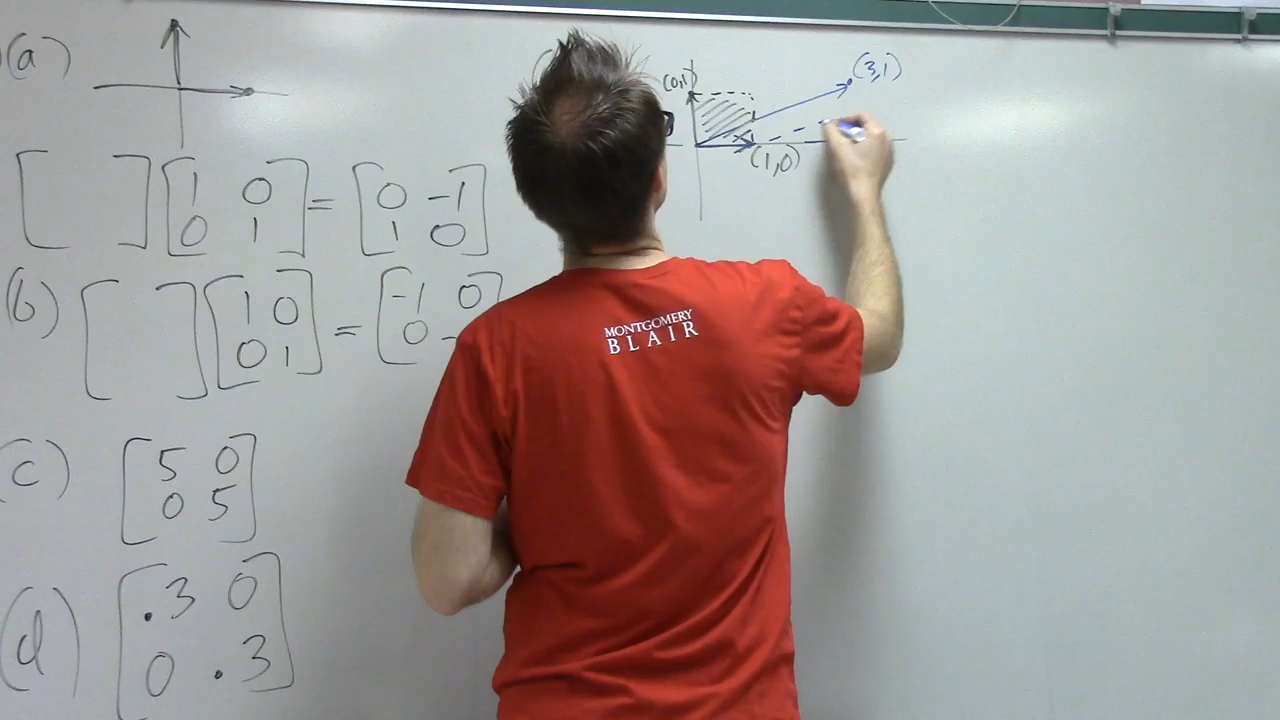 (a)
[ ] [1 0
0 1] = [0 -1
1 0]
(b) [ ] [1 0
0 1] = [-1 0
0 -
(c) [5 0
0 5]
(d) [.3 0
0 .3]
(
(0,1)
(3,1)
(1,0)
MONTGOMERY
BLAIR